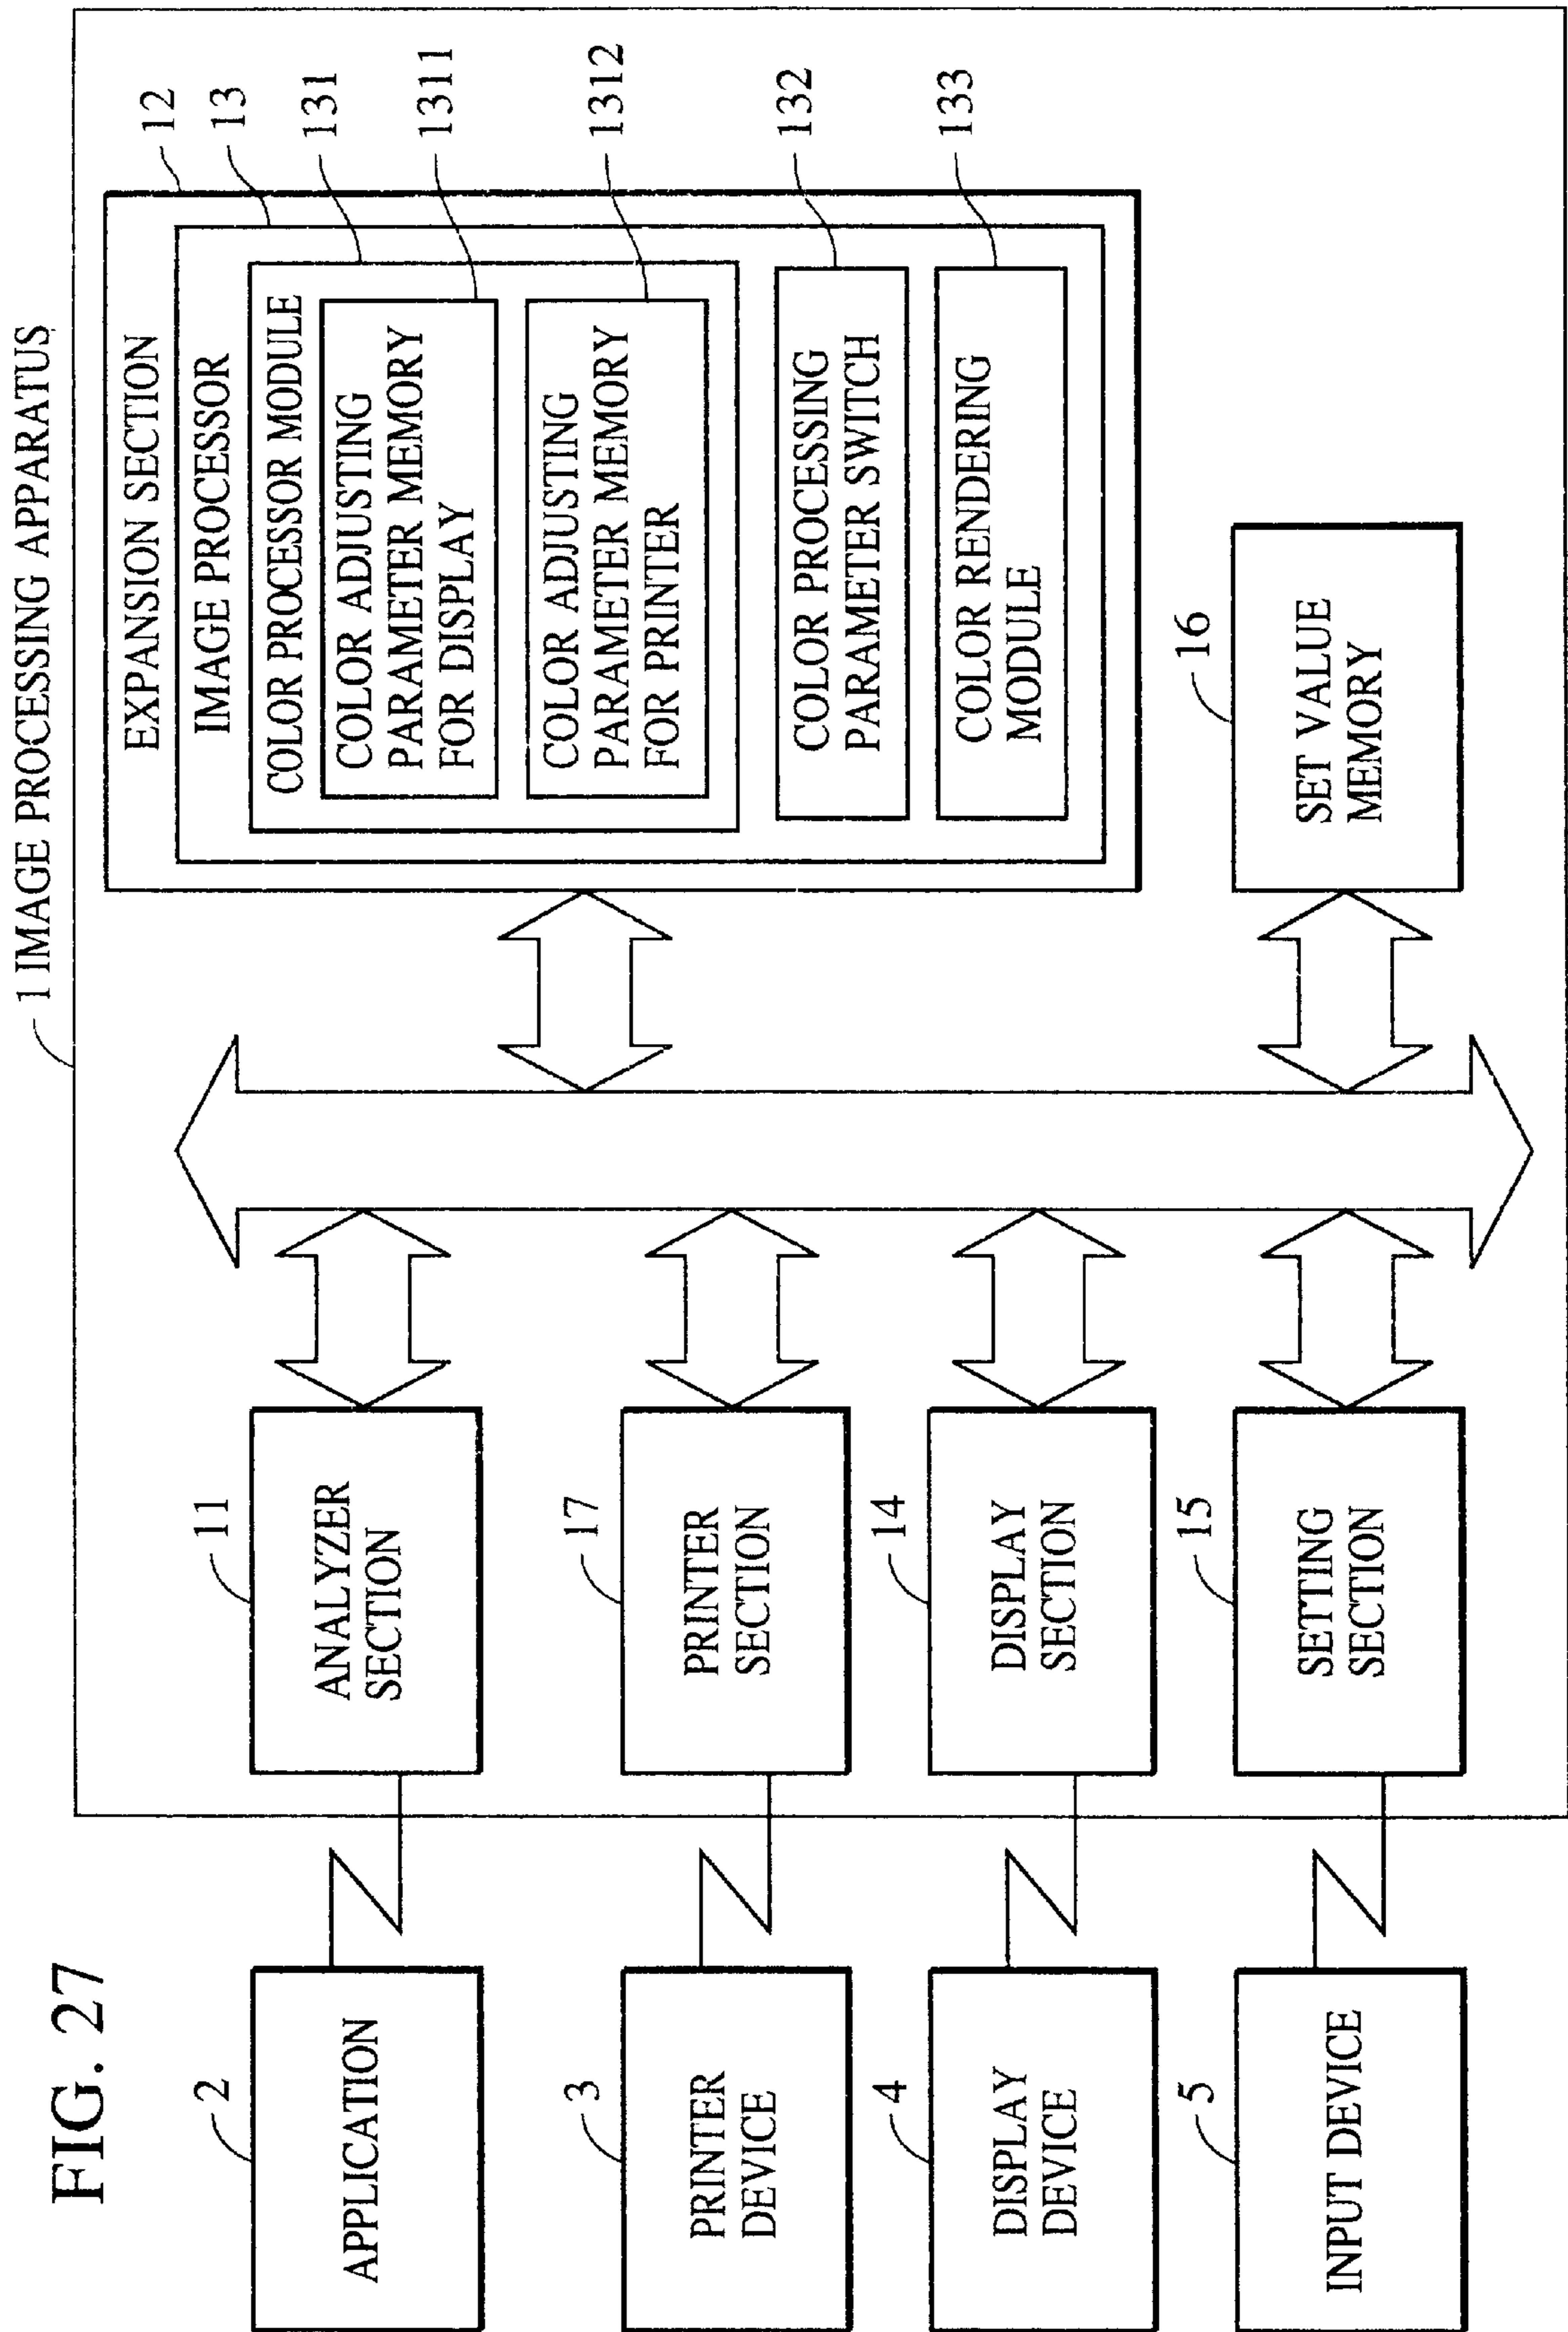 FIG. 27
1 IMAGE PROCESSING APPARATUS
2
APPLICATION
3
PRINTER
DEVICE
4
DISPLAY
DEVICE
5
INPUT DEVICE
11
ANALYZER
SECTION
17
PRINTER
SECTION
14
DISPLAY
SECTION
15
SETTING
SECTION
12
EXPANSION SECTION
13
IMAGE PROCESSOR
131
COLOR PROCESSOR MODULE
1311
COLOR ADJUSTING
PARAMETER MEMORY
FOR DISPLAY
1312
COLOR ADJUSTING
PARAMETER MEMORY
FOR PRINTER
132
COLOR PROCESSING
PARAMETER SWITCH
133
COLOR RENDERING
MODULE
16
SET VALUE
MEMORY